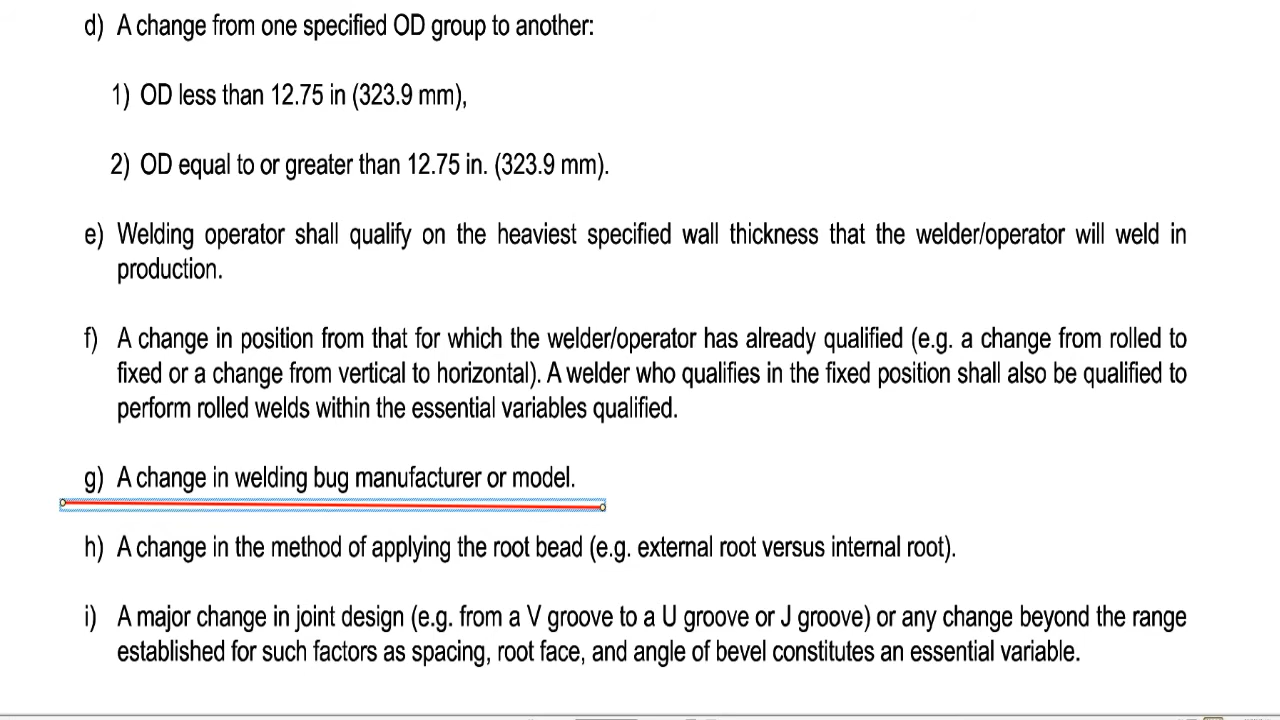 d) A change from one specified OD group to another:
1) OD less than 12.75 in (323.9 mm),
2) OD equal to or greater than 12.75 in. (323.9 mm).
e) Welding operator shall qualify on the heaviest specified wall thickness that the welder/operator will weld in
production.
f) A change in position from that for which the welder/operator has already qualified (e.g. a change from rolled to
fixed or a change from vertical to horizontal). A welder who qualifies in the fixed position shall also be qualified to
perform rolled welds within the essential variables qualified.
g) A change in welding bug manufacturer or model.
h) A change in the method of applying the root bead (e.g. external root versus internal root).
i) A major change in joint design (e.g. from a V groove to a U groove or J groove) or any change beyond the range
established for such factors as spacing, root face, and angle of bevel constitutes an essential variable.